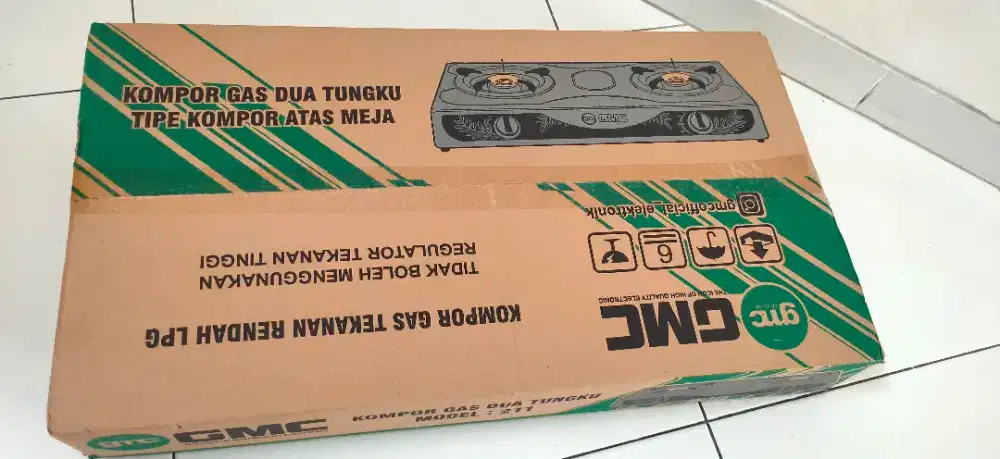 KOMPOR GAS DUA TUNGKU
TIPE KOMPOR ATAS MEJA
GMC
gmcofficial_elektronik
6
gmc
GMC
THE ICON OF HIGH QUALITY ELECTRONIC
KOMPOR GAS TEKANAN RENDAH LPG
TIDAK BOLEH MENGGUNAKAN
REGULATOR TEKANAN TINGGI
gmc
GMC
KOMPOR GAS DUA TUNGKU
MODEL : 211